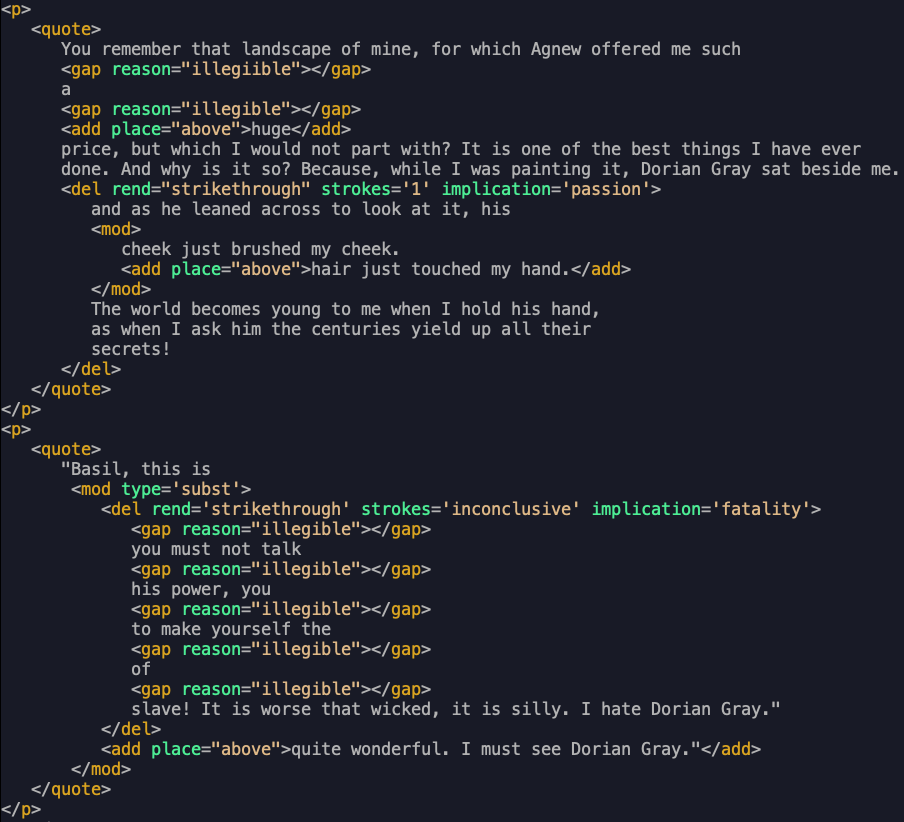 <p>
<quote>
You remember that landscape of mine, for which Agnew offered me such
<gap reason="illegiible"></gap>
a
<gap reason="illegible"></gap>
<add place="above">huge</add>
price, but which I would not part with? It is one of the best things I have ever
done. And why is it so? Because, while I was painting it, Dorian Gray sat beside me.
<del rend="strikethrough" strokes='1' implication='passion'>
and as he leaned across to look at it, his
<mod>
cheek just brushed my cheek.
<add place="above">hair just touched my hand.</add>
</mod>
The world becomes young to me when I hold his hand,
as when I ask him the centuries yield up all their
secrets!
</del>
</quote>
</p>
<p>
<quote>
"Basil, this is
<mod type='subst'>
<del rend='strikethrough' strokes='inconclusive' implication='fatality'>
<gap reason="illegible"></gap>
you must not talk
<gap reason="illegible"></gap>
his power, you
<gap reason="illegible"></gap>
to make yourself the
<gap reason="illegible"></gap>
of
<gap reason="illegible"></gap>
slave! It is worse that wicked, it is silly. I hate Dorian Gray."
</del>
<add place="above">quite wonderful. I must see Dorian Gray."</add>
</mod>
</quote>
</p>